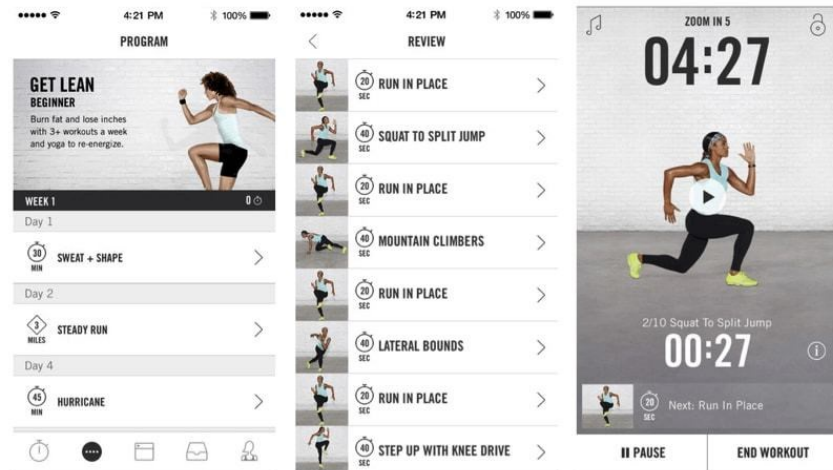 4:21 PM
100%
PROGRAM
GET LEAN
BEGINNER
Burn fat and lose inches
with 3+ workouts a week
and yoga to re-energize.
WEEK 1
0
Day 1
30
MIN
SWEAT + SHAPE
Day 2
3
MILES
STEADY RUN
Day 4
45
MIN
HURRICANE
4:21 PM
100%
REVIEW
20
SEC
RUN IN PLACE
40
SEC
SQUAT TO SPLIT JUMP
20
SEC
RUN IN PLACE
40
SEC
MOUNTAIN CLIMBERS
20
SEC
RUN IN PLACE
40
SEC
LATERAL BOUNDS
20
SEC
RUN IN PLACE
40
SEC
STEP UP WITH KNEE DRIVE
ZOOM IN 5
04:27
2/10 Squat To Split Jump
00:27
20
SEC
Next: Run In Place
PAUSE
END WORKOUT